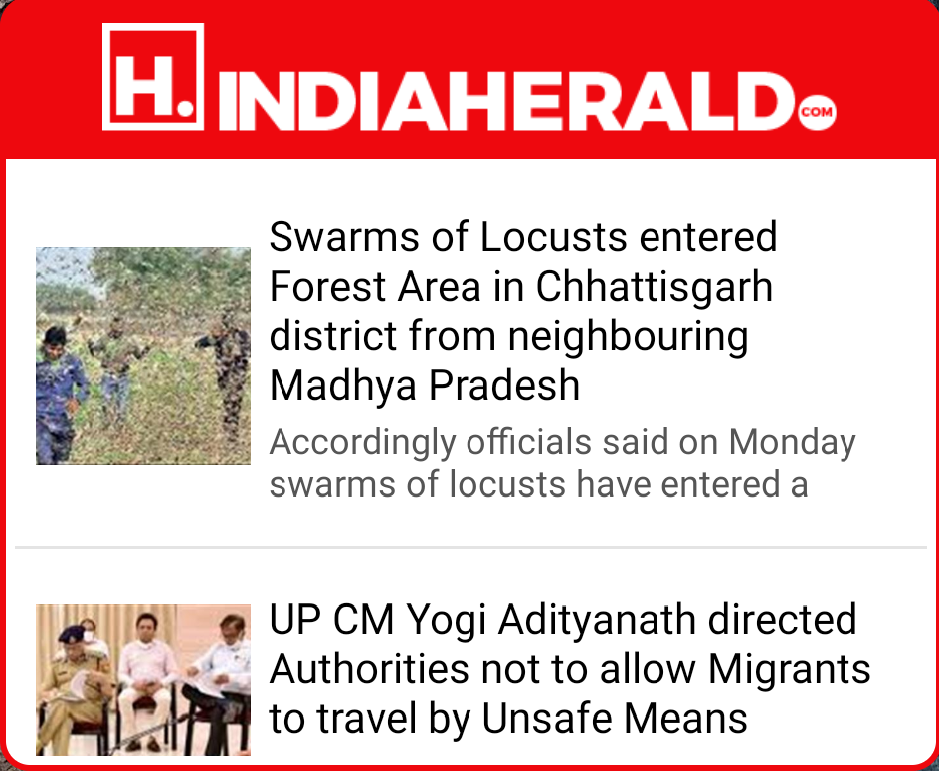 H. INDIAHERALD.COM
Swarms of Locusts entered
Forest Area in Chhattisgarh
district from neighbouring
Madhya Pradesh
Accordingly officials said on Monday
swarms of locusts have entered a
UP CM Yogi Adityanath directed
Authorities not to allow Migrants
to travel by Unsafe Means